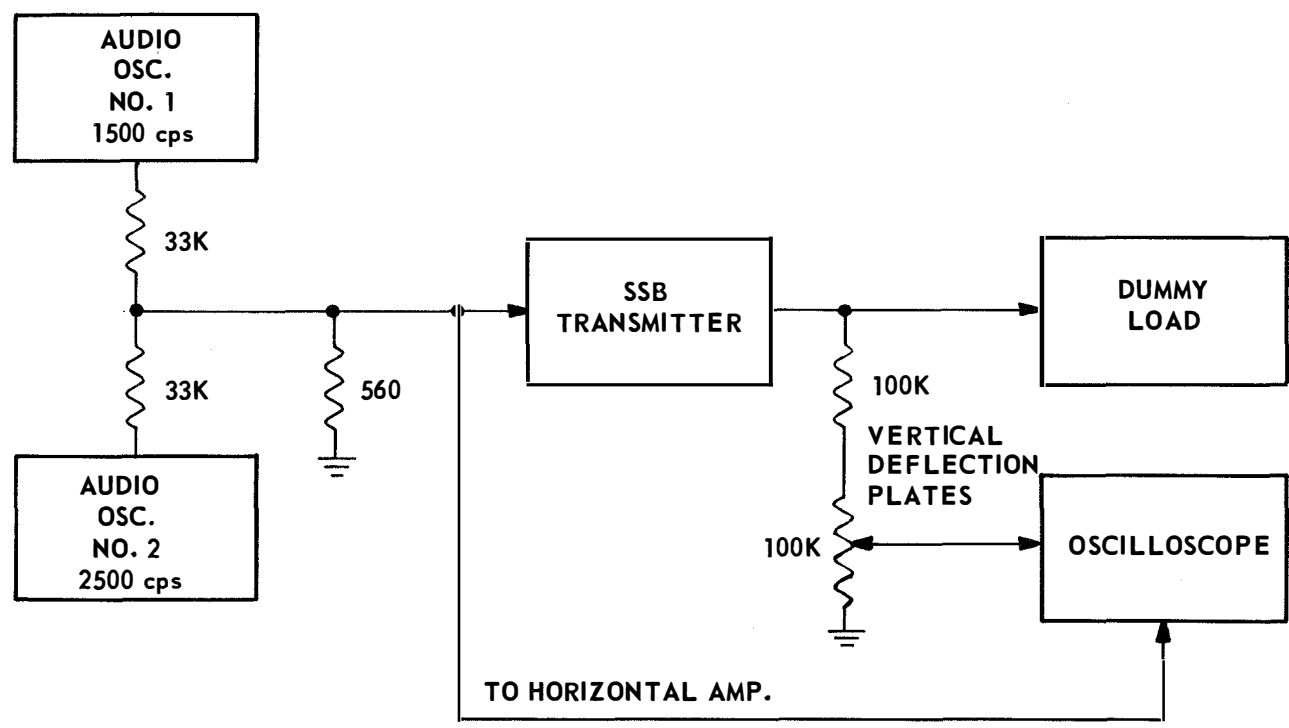 AUDIO
OSC.
NO. 1
1500 cps
33K
33K
560
AUDIO
OSC.
NO. 2
2500 cps
SSB
TRANSMITTER
DUMMY
LOAD
100K
VERTICAL
DEFLECTION
PLATES
100K
OSCILLOSCOPE
TO HORIZONTAL AMP.